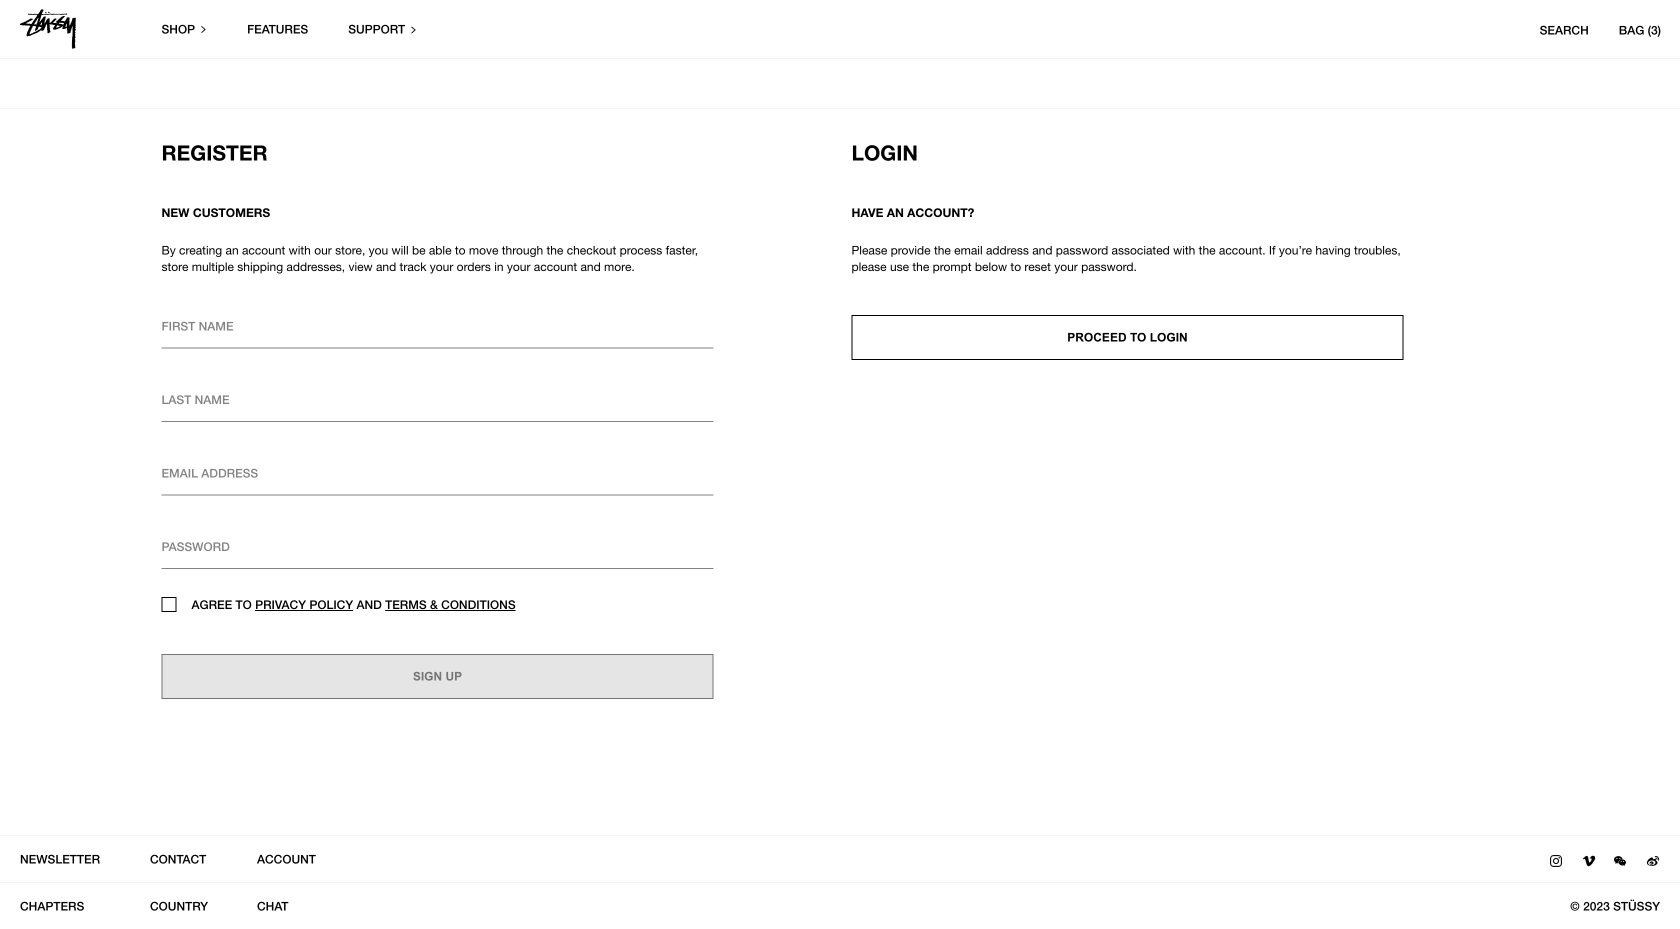 Stüssy
SHOP
FEATURES
SUPPORT
SEARCH
BAG (3)
REGISTER
NEW CUSTOMERS
By creating an account with our store, you will be able to move through the checkout process faster,
store multiple shipping addresses, view and track your orders in your account and more.
FIRST NAME
LAST NAME
EMAIL ADDRESS
PASSWORD
AGREE TO PRIVACY POLICY AND TERMS & CONDITIONS
SIGN UP
LOGIN
HAVE AN ACCOUNT?
Please provide the email address and password associated with the account. If you’re having troubles,
please use the prompt below to reset your password.
PROCEED TO LOGIN
NEWSLETTER
CONTACT
ACCOUNT
CHAPTERS
COUNTRY
CHAT
© 2023 STÜSSY